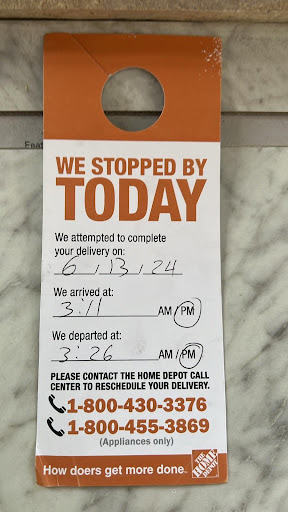 Feat
WE STOPPED BY
TODAY
We attempted to complete
your delivery on:
6 / 13 / 24
We arrived at:
3:11 AM / PM
We departed at:
3:26 AM / PM
PLEASE CONTACT THE HOME DEPOT CALL
CENTER TO RESCHEDULE YOUR DELIVERY.
1-800-430-3376
1-800-455-3869
(Appliances only)
How doers get more done™
THE
HOME
DEPOT